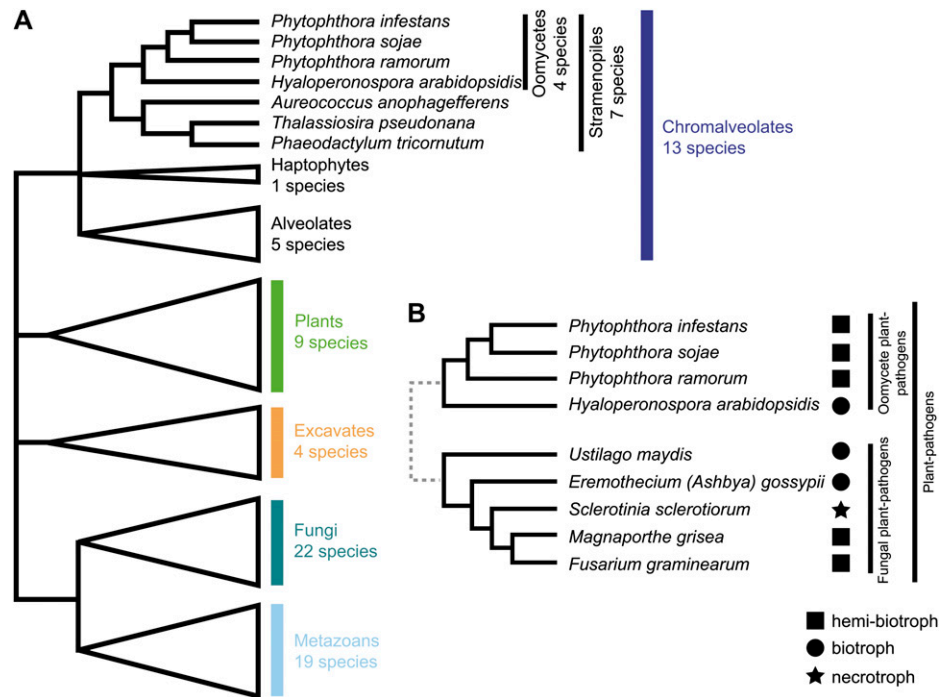 A
Phytophthora infestans
Phytophthora sojae
Phytophthora ramorum
Hyaloperonospora arabidopsidis
Aureococcus anophagefferens
Thalassiosira pseudonana
Phaeodactylum tricornutum
Haptophytes
1 species
Alveolates
5 species
Oomycetes
4 species
Stramenopiles
7 species
Chromalveolates
13 species
Plants
9 species
Excavates
4 species
Fungi
22 species
Metazoans
19 species
B
Phytophthora infestans
Phytophthora sojae
Phytophthora ramorum
Hyaloperonospora arabidopsidis
Ustilago maydis
Eremothecium (Ashbya) gossypii
Sclerotinia sclerotiorum
Magnaporthe grisea
Fusarium graminearum
Oomycete plant-
pathogens
Fungal plant-pathogens
Plant-pathogens
hemi-biotroph
biotroph
necrotroph